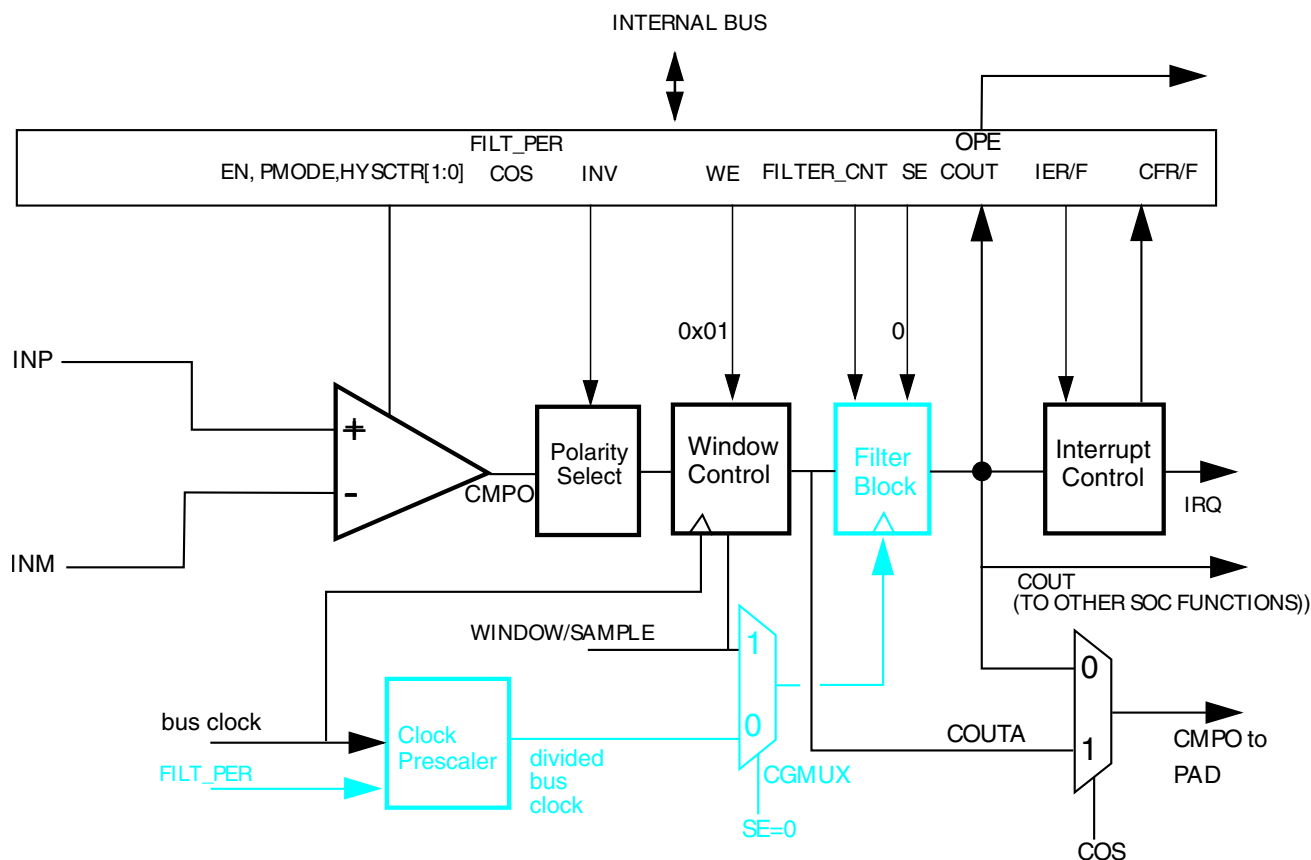 INTERNAL BUS
FILT_PER
OPE
EN, PMODE,HYSCTR[1:0]
COS
INV
WE
FILTER_CNT
SE
COUT
IER/F
CFR/F
0x01
0
INP
+
-
INM
CMPO
Polarity
Select
Window
Control
Filter
Block
Interrupt
Control
IRQ
COUT
(TO OTHER SOC FUNCTIONS))
WINDOW/SAMPLE
1
0
bus clock
FILT_PER
Clock
Prescaler
divided
bus
clock
CGMUX
SE=0
COUTA
0
1
CMPO to
PAD
COS